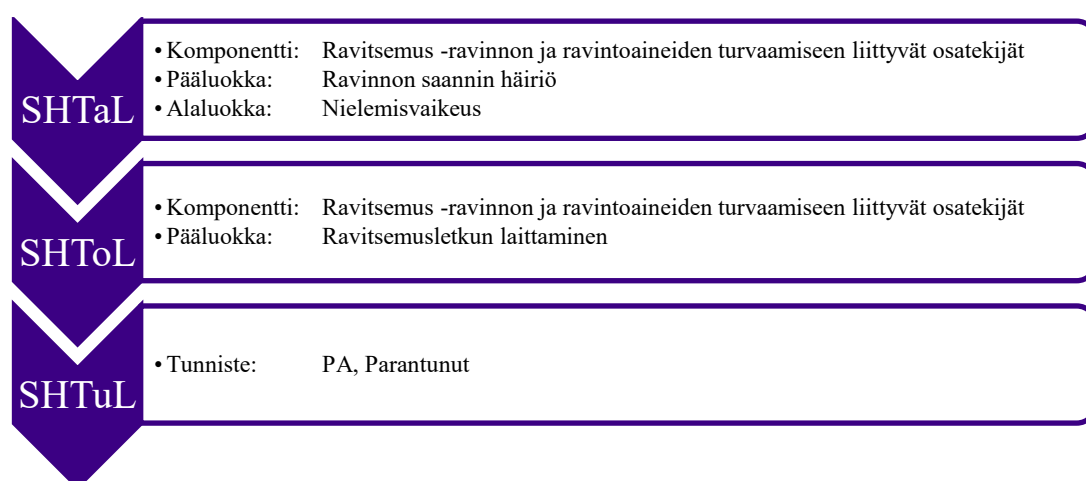 SHTaL
• Komponentti: Ravitsemus -ravinnon ja ravintoaineiden turvaamiseen liittyvät osatekijät
• Pääluokka: Ravinnon saannin häiriö
• Alaluokka: Nielemisvaikeus
SHToL
• Komponentti: Ravitsemus -ravinnon ja ravintoaineiden turvaamiseen liittyvät osatekijät
• Pääluokka: Ravitsemusletkun laittaminen
SHTuL
• Tunniste: PA, Parantunut